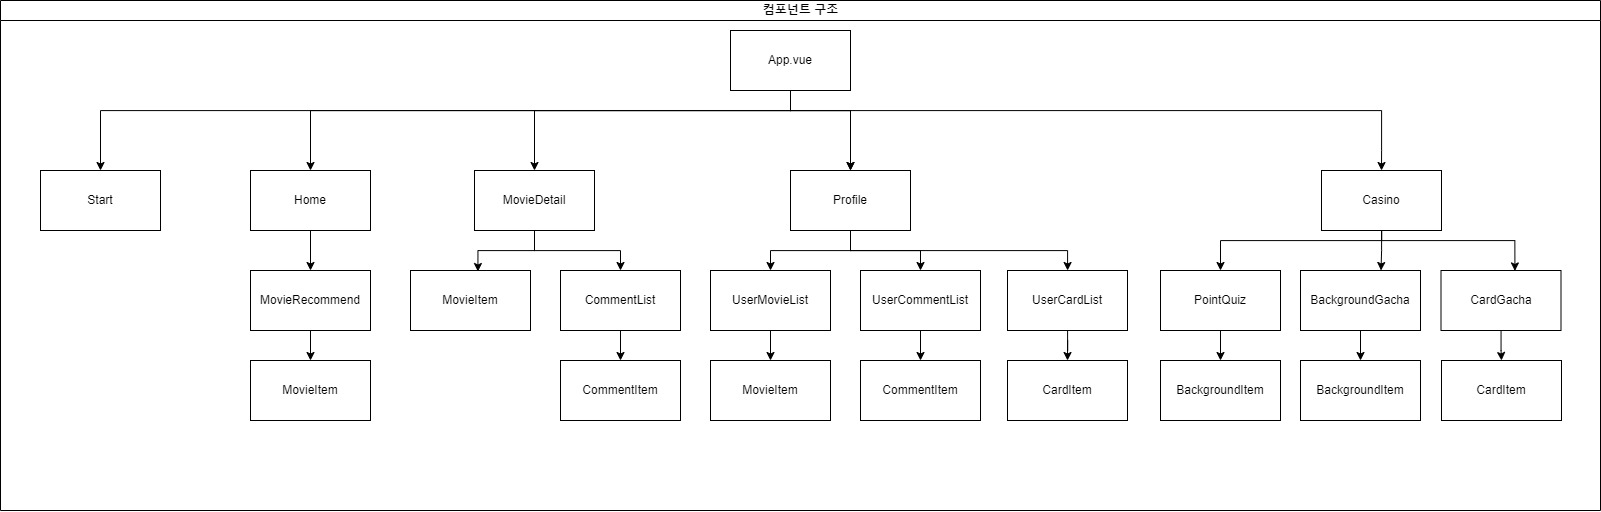 컴포넌트 구조
App.vue
Start
Home
MovieDetail
Profile
Casino
MovieRecommend
MovieItem
CommentList
UserMovieList
UserCommentList
UserCardList
PointQuiz
BackgroundGacha
CardGacha
MovieItem
CommentItem
MovieItem
CommentItem
CardItem
BackgroundItem
BackgroundItem
CardItem